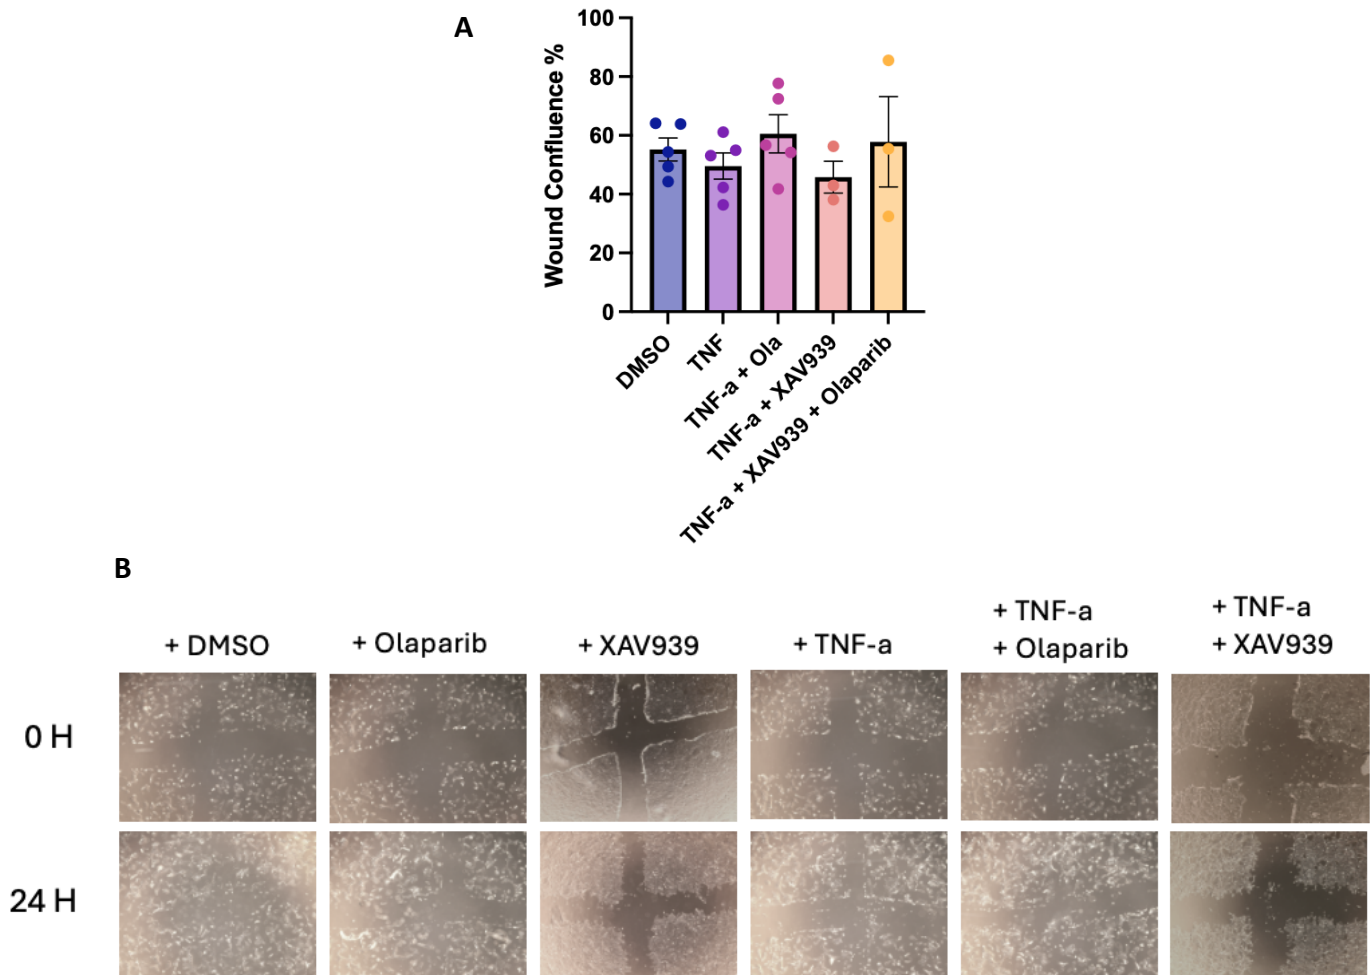 A
Wound Confluence %
100
80
60
40
20
0
DMSO
TNF
TNF-a + Ola
TNF-a + XAV939
TNF-a + XAV939 + Olaparib
B
+ DMSO
+ Olaparib
+ XAV939
+ TNF-a
+ TNF-a
+ Olaparib
+ TNF-a
+ XAV939
0 H
24 H